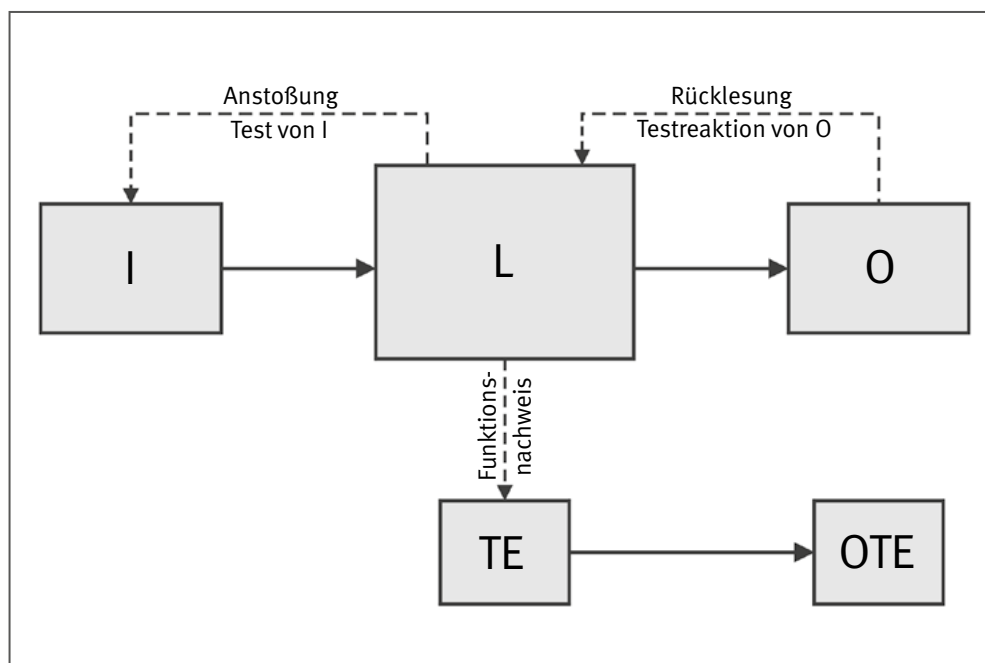 Anstoßung
Test von I
Rücklesung
Testreaktion von O
I
L
O
Funktions-
nachweis
TE
OTE